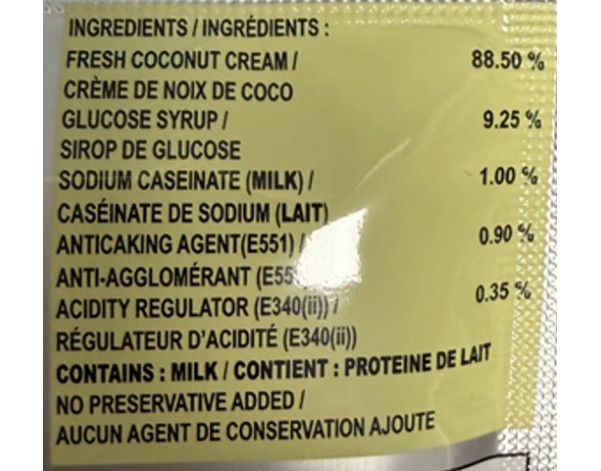 INGREDIENTS / INGRÉDIENTS :
FRESH COCONUT CREAM / 88.50 %
CRÈME DE NOIX DE COCO
GLUCOSE SYRUP / 9.25 %
SIROP DE GLUCOSE
SODIUM CASEINATE (MILK) / 1.00 %
CASÉINATE DE SODIUM (LAIT)
ANTICAKING AGENT(E551) / 0.90 %
ANTI-AGGLOMÉRANT
ACIDITY REGULATOR (E340(ii)) / 0.35 %
RÉGULATEUR D'ACIDITÉ (E340(ii))
CONTAINS : MILK / CONTIENT : PROTEINE DE LAIT
NO PRESERVATIVE ADDED /
AUCUN AGENT DE CONSERVATION AJOUTE